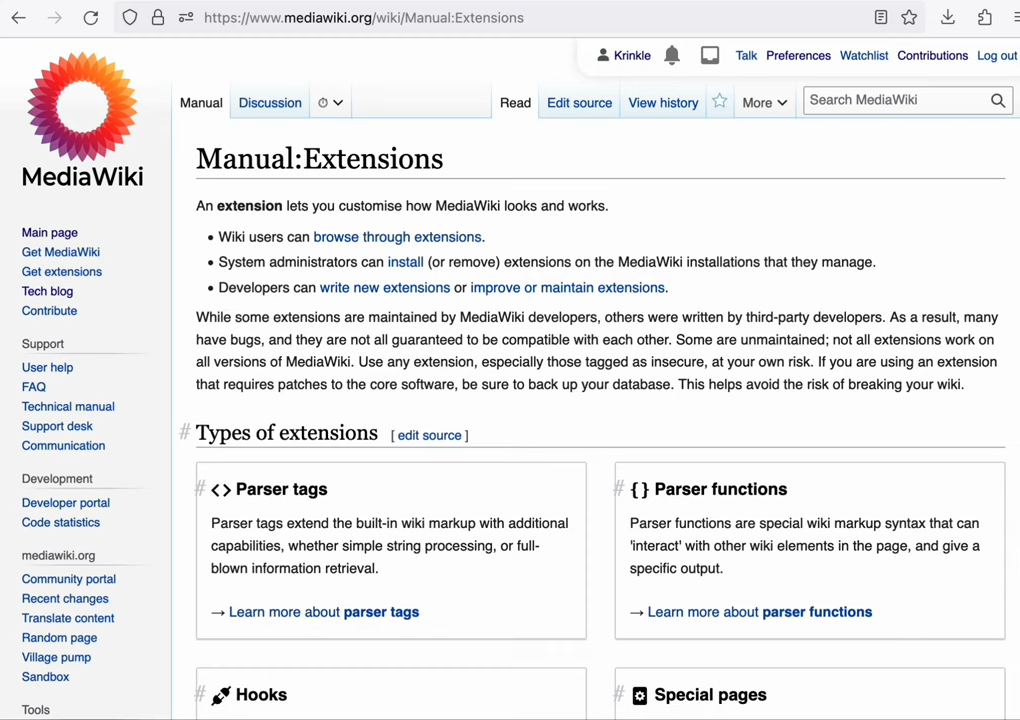 https://www.mediawiki.org/wiki/Manual:Extensions
Krinkle Talk Preferences Watchlist Contributions Log out
Manual Discussion Read Edit source View history More Search MediaWiki
MediaWiki
Main page
Get MediaWiki
Get extensions
Tech blog
Contribute
Support
User help
FAQ
Technical manual
Support desk
Communication
Development
Developer portal
Code statistics
mediawiki.org
Community portal
Recent changes
Translate content
Random page
Village pump
Sandbox
Tools
Manual:Extensions
An extension lets you customise how MediaWiki looks and works.
• Wiki users can browse through extensions.
• System administrators can install (or remove) extensions on the MediaWiki installations that they manage.
• Developers can write new extensions or improve or maintain extensions.
While some extensions are maintained by MediaWiki developers, others were written by third-party developers. As a result, many
have bugs, and they are not all guaranteed to be compatible with each other. Some are unmaintained; not all extensions work on
all versions of MediaWiki. Use any extension, especially those tagged as insecure, at your own risk. If you are using an extension
that requires patches to the core software, be sure to back up your database. This helps avoid the risk of breaking your wiki.
# Types of extensions [ edit source ]
# <> Parser tags
Parser tags extend the built-in wiki markup with additional
capabilities, whether simple string processing, or full-
blown information retrieval.
→ Learn more about parser tags
# {} Parser functions
Parser functions are special wiki markup syntax that can
'interact' with other wiki elements in the page, and give a
specific output.
→ Learn more about parser functions
# Hooks
# Special pages